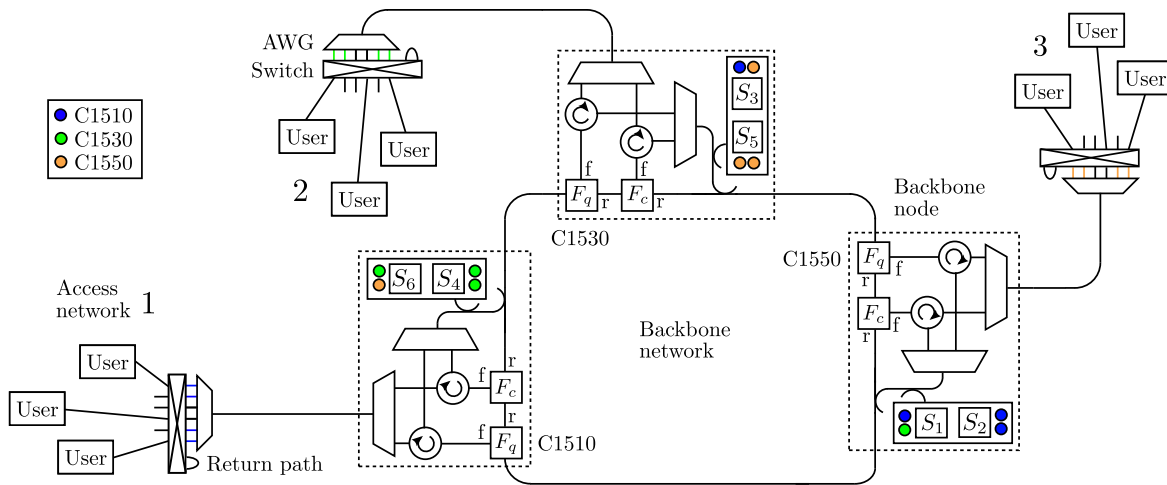 AWG
Switch
User
User
User
2
C1510
C1530
C1550
S3
S5
f
f
Fq
r
Fc
r
C1530
3
User
User
User
Backbone
node
C1550
Fq
f
r
Fc
f
r
S1
S2
Backbone
network
S6
S4
r
f
Fc
r
f
Fq
C1510
Access
network 1
User
User
User
Return path